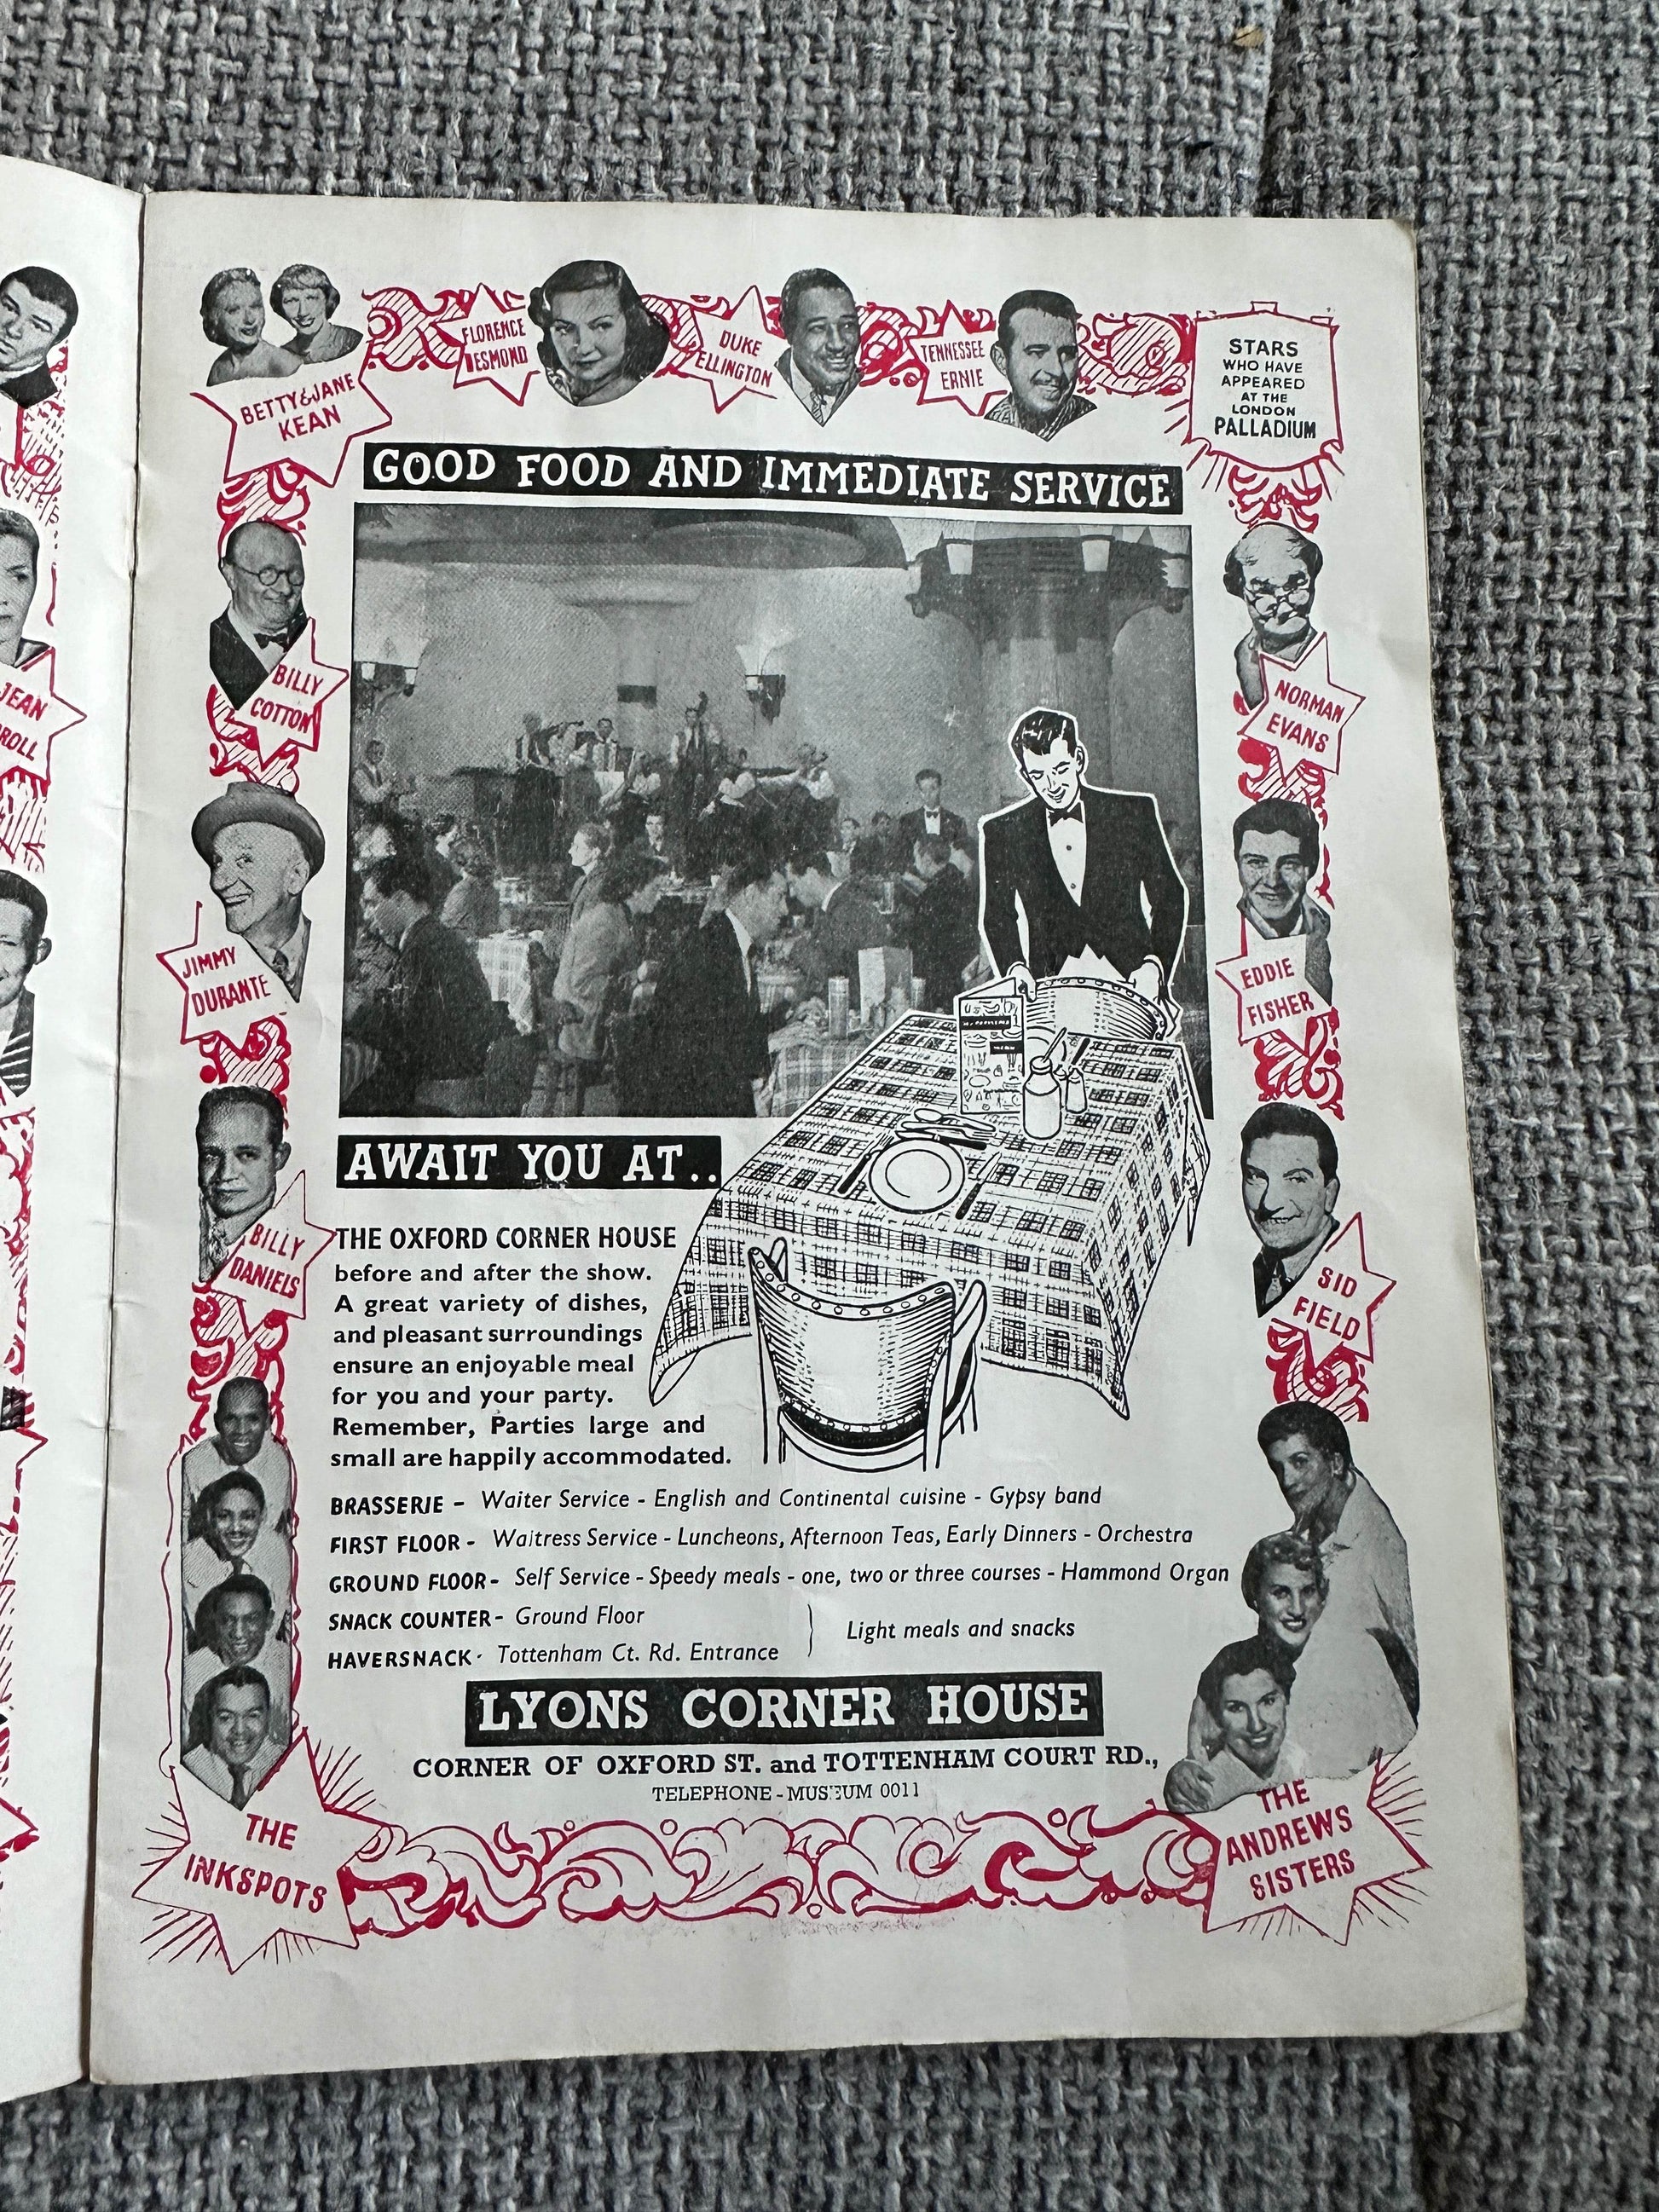 BETTY & JANE
KEAN
FLORENCE
DESMOND
DUKE
ELLINGTON
TENNESSEE
ERNIE
STARS
WHO HAVE
APPEARED
AT THE
LONDON
PALLADIUM
GOOD FOOD AND IMMEDIATE SERVICE
BILLY
COTTON
NORMAN
EVANS
JEAN
ROLL
JIMMY
DURANTE
EDDIE
FISHER
BILLY
DANIELS
SID
FIELD
AWAIT YOU AT..
THE OXFORD CORNER HOUSE
before and after the show.
A great variety of dishes,
and pleasant surroundings
ensure an enjoyable meal
for you and your party.
Remember, Parties large and
small are happily accommodated.
BRASSERIE - Waiter Service - English and Continental cuisine - Gypsy band
FIRST FLOOR - Waitress Service - Luncheons, Afternoon Teas, Early Dinners - Orchestra
GROUND FLOOR - Self Service - Speedy meals - one, two or three courses - Hammond Organ
SNACK COUNTER - Ground Floor
HAVERSNACK - Tottenham Ct. Rd. Entrance
Light meals and snacks
LYONS CORNER HOUSE
CORNER OF OXFORD ST. and TOTTENHAM COURT RD.,
TELEPHONE - MUSEUM 0011
THE
INKSPOTS
THE
ANDREWS
SISTERS